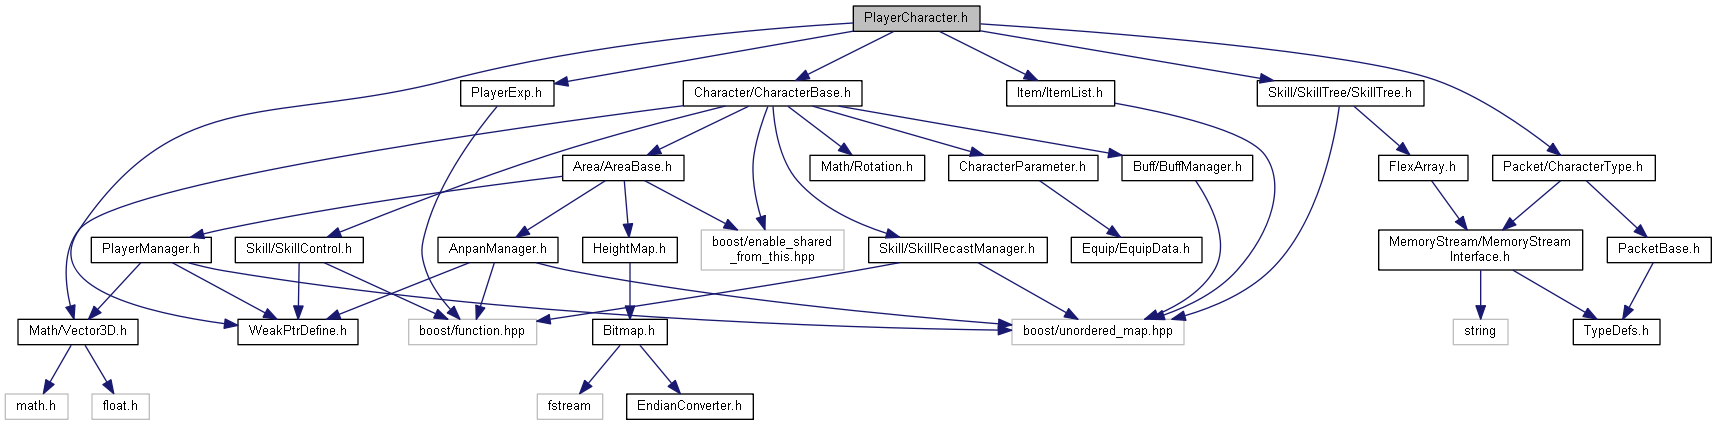 PlayerCharacter.h
PlayerExp.h
Character/CharacterBase.h
Item/ItemList.h
Skill/SkillTree/SkillTree.h
Area/AreaBase.h
Math/Rotation.h
CharacterParameter.h
Buff/BuffManager.h
FlexArray.h
Packet/CharacterType.h
PlayerManager.h
Skill/SkillControl.h
AnpanManager.h
HeightMap.h
boost/enable_shared
_from_this.hpp
Skill/SkillRecastManager.h
Equip/EquipData.h
MemoryStream/MemoryStream
Interface.h
PacketBase.h
Math/Vector3D.h
WeakPtrDefine.h
boost/function.hpp
Bitmap.h
boost/unordered_map.hpp
string
TypeDefs.h
math.h
float.h
fstream
EndianConverter.h